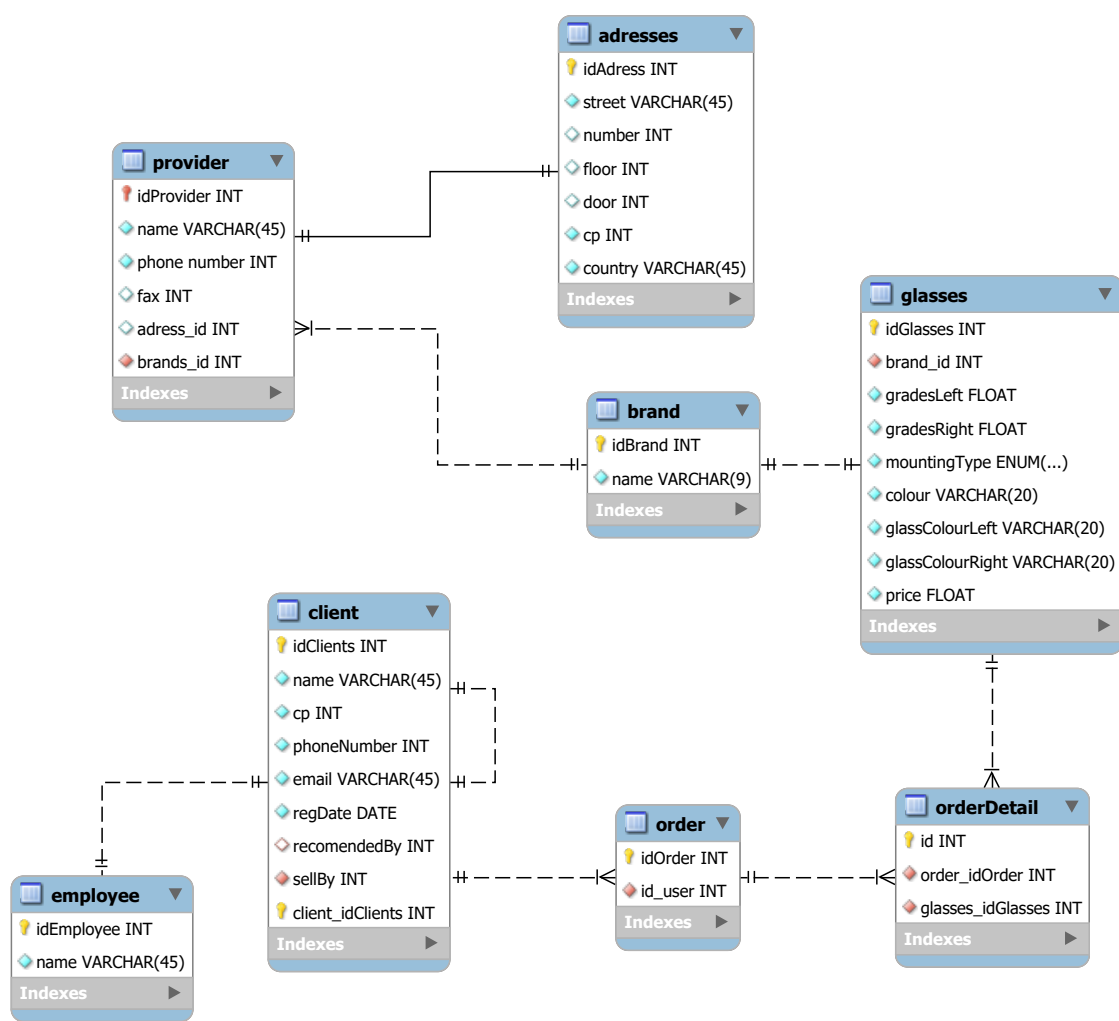 adresses
idAdress INT
street VARCHAR(45)
number INT
floor INT
door INT
cp INT
country VARCHAR(45)
Indexes
provider
idProvider INT
name VARCHAR(45)
phone number INT
fax INT
adress_id INT
brands_id INT
Indexes
glasses
idGlasses INT
brand_id INT
gradesLeft FLOAT
gradesRight FLOAT
mountingType ENUM(...)
colour VARCHAR(20)
glassColourLeft VARCHAR(20)
glassColourRight VARCHAR(20)
price FLOAT
Indexes
brand
idBrand INT
name VARCHAR(9)
Indexes
client
idClients INT
name VARCHAR(45)
cp INT
phoneNumber INT
email VARCHAR(45)
regDate DATE
recomendedBy INT
sellBy INT
client_idClients INT
Indexes
order
idOrder INT
id_user INT
Indexes
orderDetail
id INT
order_idOrder INT
glasses_idGlasses INT
Indexes
employee
idEmployee INT
name VARCHAR(45)
Indexes